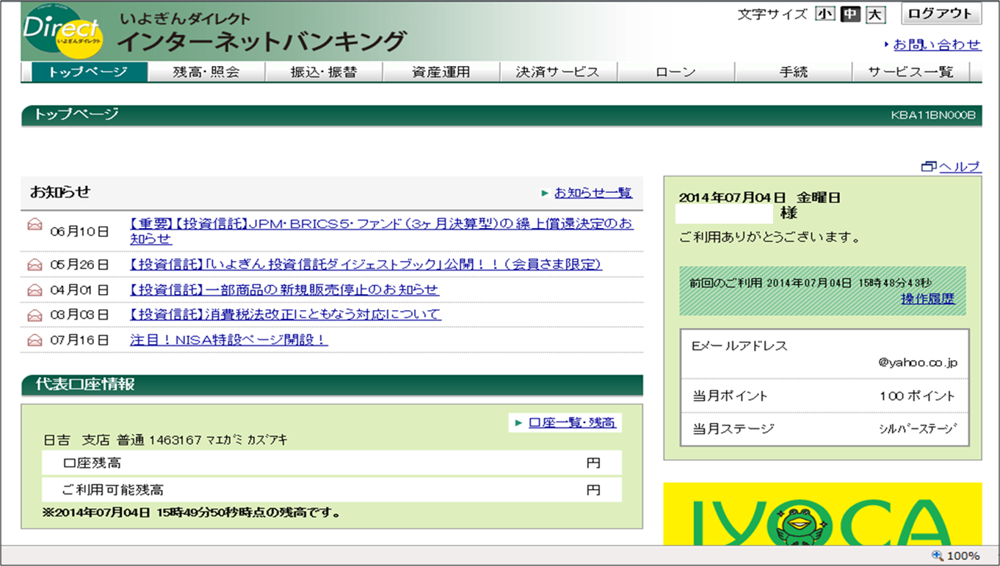 Direct
いよぎんダイレクト
いよぎんダイレクト
インターネットバンキング
文字サイズ 小 中 大 ログアウト
お問い合わせ
トップページ 残高・照会 振込・振替 資産運用 決済サービス ローン 手続 サービス一覧
トップページ KBA11BN000B
ヘルプ
お知らせ お知らせ一覧
06月10日 【重要】【投資信託】JPM・BRICS5・ファンド(3ヶ月決算型)の繰上償還決定のお
知らせ
05月26日 【投資信託】「いよぎん 投資信託ダイジェストブック」公開!!(会員さま限定)
04月01日 【投資信託】一部商品の新規販売停止のお知らせ
03月03日 【投資信託】消費税法改正にともなう対応について
07月16日 注目!NISA特設ページ開設!
代表口座情報
口座一覧・残高
日吉 支店 普通 1463167 マエガミ カズアキ
口座残高 円
ご利用可能残高 円
※2014年07月04日 15時49分50秒時点の残高です。
2014年07月04日 金曜日
様
ご利用ありがとうございます。
前回のご利用 2014年07月04日 15時48分43秒
操作履歴
Eメールアドレス
@yahoo.co.jp
当月ポイント 100 ポイント
当月ステージ シルバーステージ
IYOCA
100%